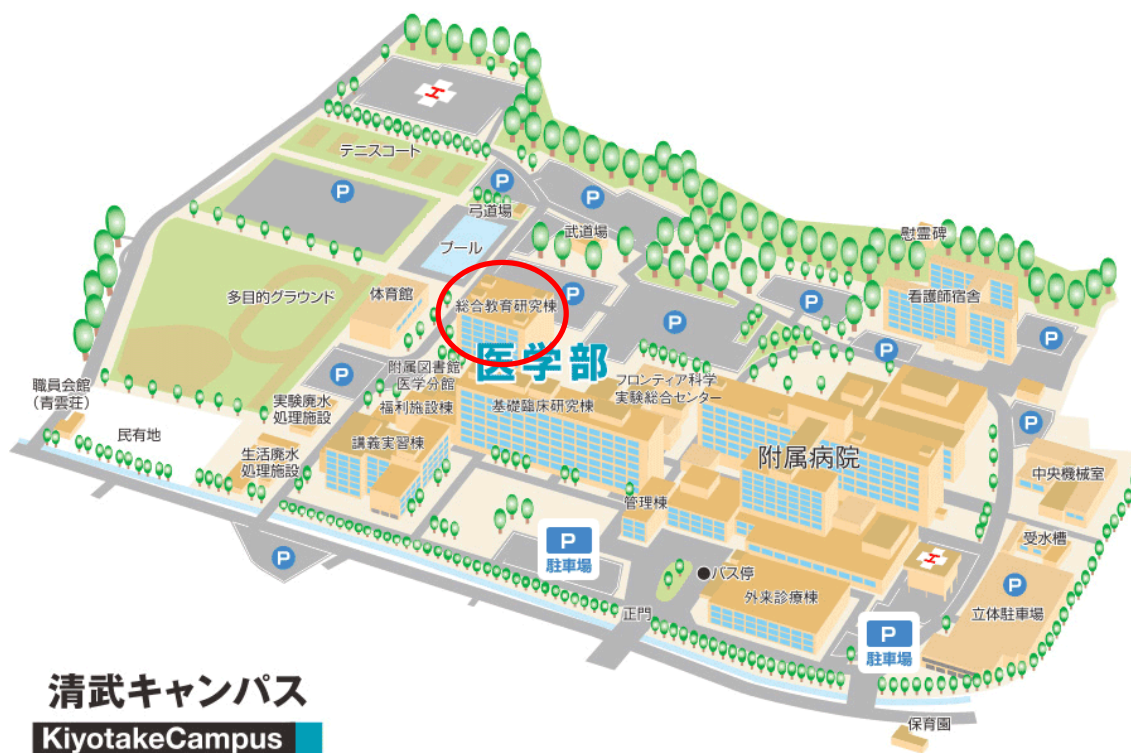 H
テニスコート
P
P
P
弓道場
武道場
プール
慰霊碑
多目的グラウンド
体育館
総合教育研究棟
P
P
P
看護師宿舎
P
P
医学部
附属図書館
医学分館
フロンティア科学
実験総合センター
P
職員会館
(青雲荘)
実験廃水
処理施設
福利施設棟
基礎臨床研究棟
P
民有地
講義実習棟
附属病院
生活廃水
処理施設
中央機械室
管理棟
P
P
駐車場
受水槽
H
バス停
P
外来診療棟
正門
立体駐車場
P
駐車場
保育園
清武キャンパス
KiyotakeCampus